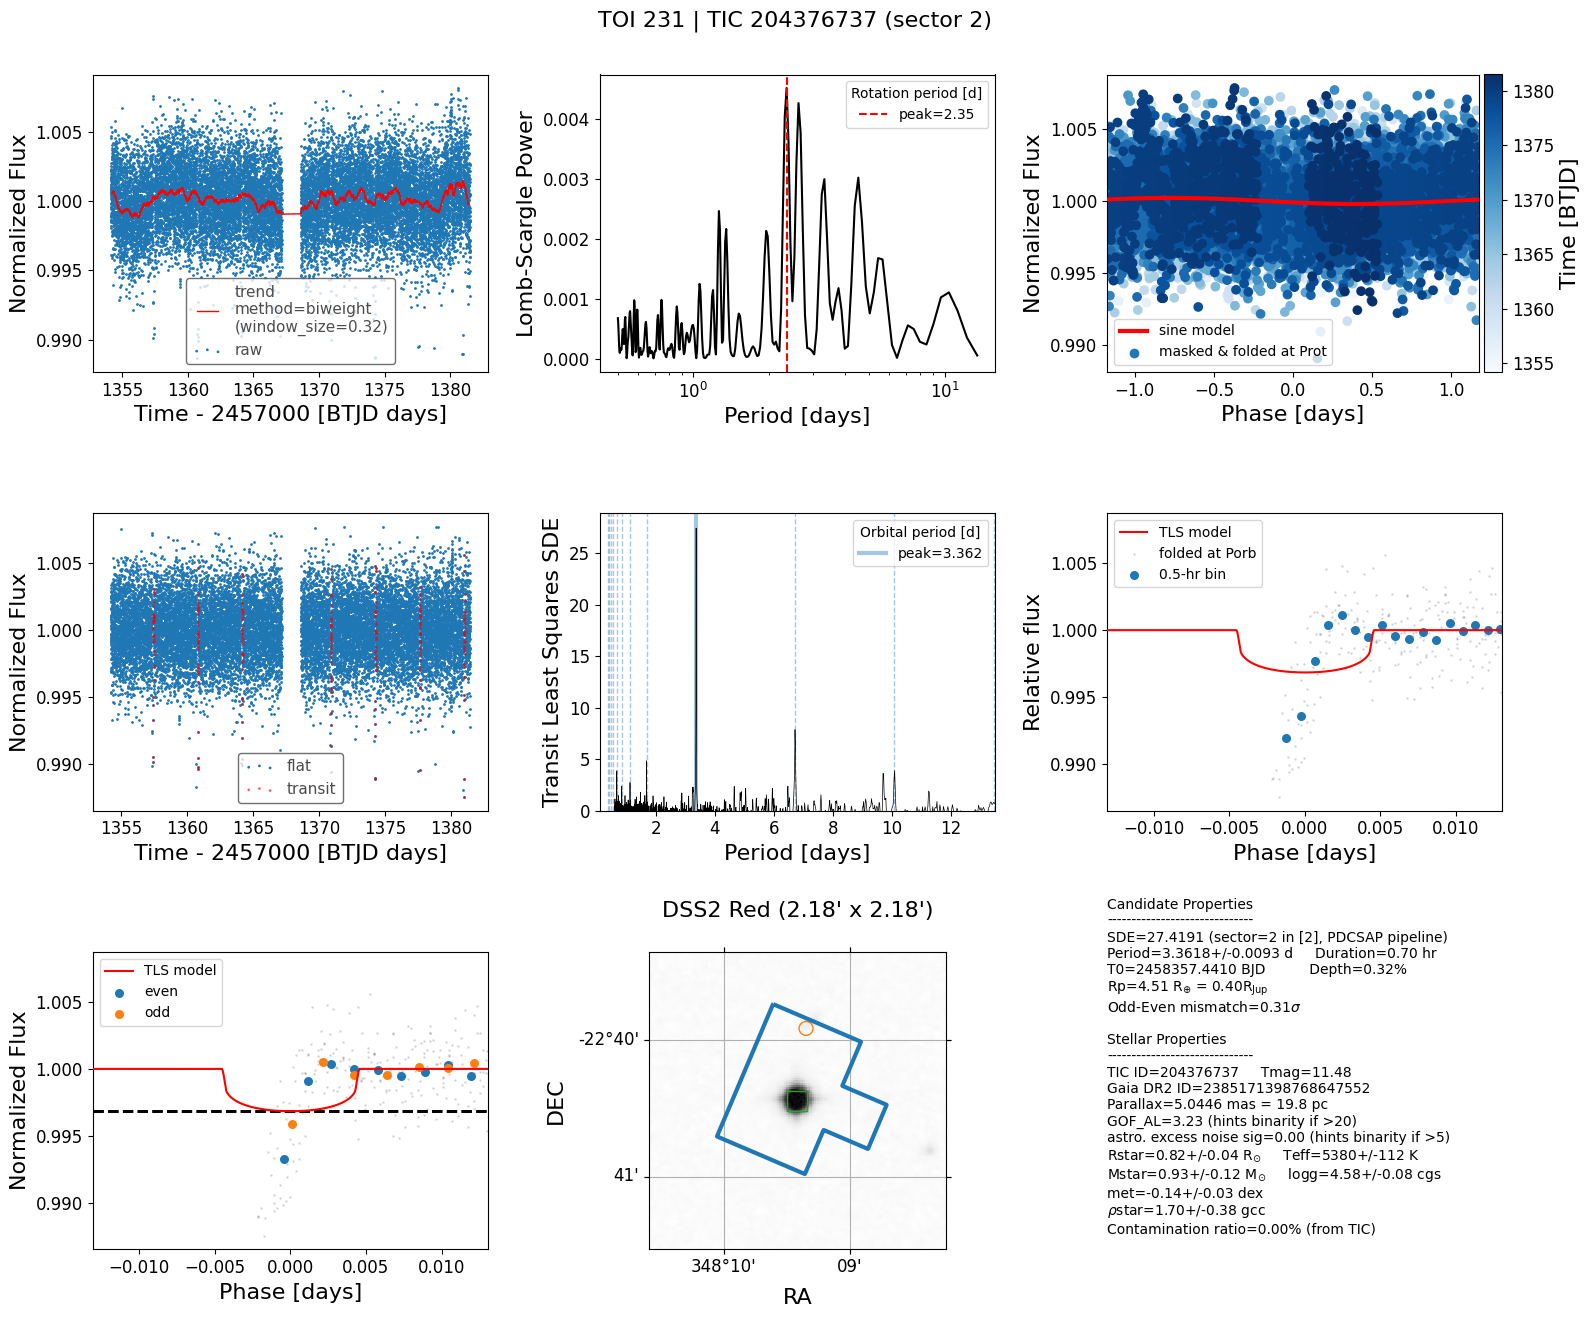 TOI 231 | TIC 204376737 (sector 2)
Normalized Flux
1.005
1.000
0.995
0.990
trend
method=biweight
(window_size=0.32)
raw
1355 1360 1365 1370 1375 1380
Time - 2457000 [BTJD days]
Lomb-Scargle Power
0.004
0.003
0.002
0.001
0.000
Rotation period [d]
peak=2.35
10⁰ 10¹
Period [days]
Normalized Flux
1.005
1.000
0.995
0.990
sine model
masked & folded at Prot
−1.0 −0.5 0.0 0.5 1.0
Phase [days]
1380
1375
1370
1365
1360
1355
Time [BTJD]
Normalized Flux
1.005
1.000
0.995
0.990
flat
transit
1355 1360 1365 1370 1375 1380
Time - 2457000 [BTJD days]
Transit Least Squares SDE
25
20
15
10
5
0
Orbital period [d]
peak=3.362
2 4 6 8 10 12
Period [days]
Relative flux
1.005
1.000
0.995
0.990
TLS model
folded at Porb
0.5-hr bin
−0.010 −0.005 0.000 0.005 0.010
Phase [days]
Normalized Flux
1.005
1.000
0.995
0.990
TLS model
even
odd
−0.010 −0.005 0.000 0.005 0.010
Phase [days]
DSS2 Red (2.18' x 2.18')
DEC
-22°40'
41'
348°10' 09'
RA
Candidate Properties
-------------------------------
SDE=27.4191 (sector=2 in [2], PDCSAP pipeline)
Period=3.3618+/-0.0093 d Duration=0.70 hr
T0=2458357.4410 BJD Depth=0.32%
Rp=4.51 R⊕ = 0.40RJup
Odd-Even mismatch=0.31σ
Stellar Properties
-------------------------------
TIC ID=204376737 Tmag=11.48
Gaia DR2 ID=2385171398768647552
Parallax=5.0446 mas = 19.8 pc
GOF_AL=3.23 (hints binarity if >20)
astro. excess noise sig=0.00 (hints binarity if >5)
Rstar=0.82+/-0.04 R⊙ Teff=5380+/-112 K
Mstar=0.93+/-0.12 M⊙ logg=4.58+/-0.08 cgs
met=-0.14+/-0.03 dex
ρstar=1.70+/-0.38 gcc
Contamination ratio=0.00% (from TIC)